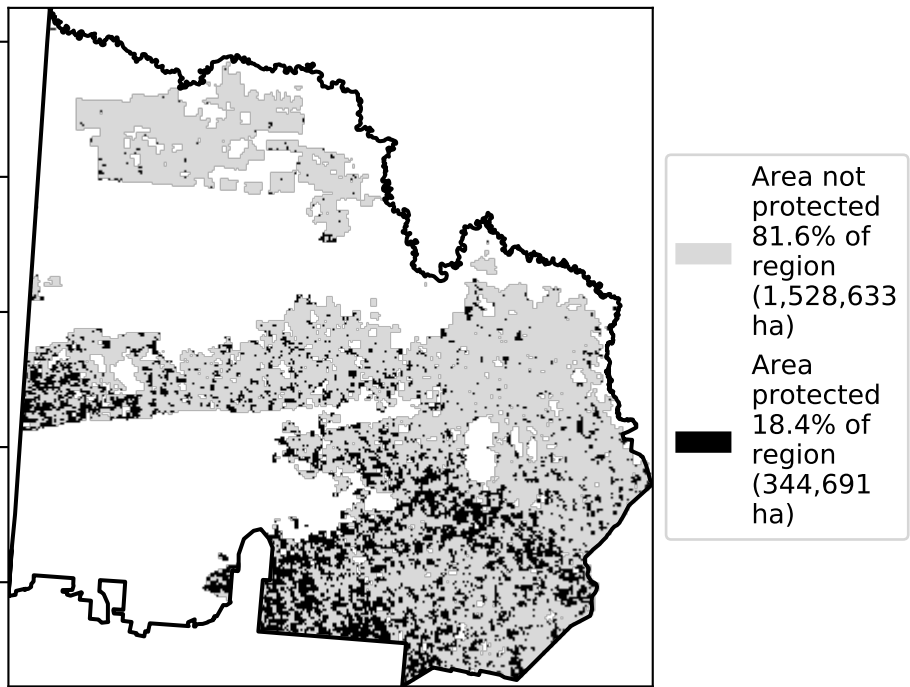 Area not
protected
81.6% of
region
(1,528,633
ha)
Area
protected
18.4% of
region
(344,691
ha)